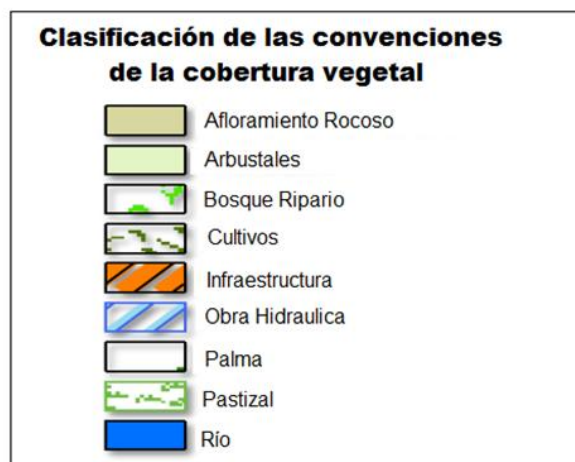 Clasificación de las convenciones
de la cobertura vegetal
Afloramiento Rocoso
Arbustales
Bosque Ripario
Cultivos
Infraestructura
Obra Hidraulica
Palma
Pastizal
Río